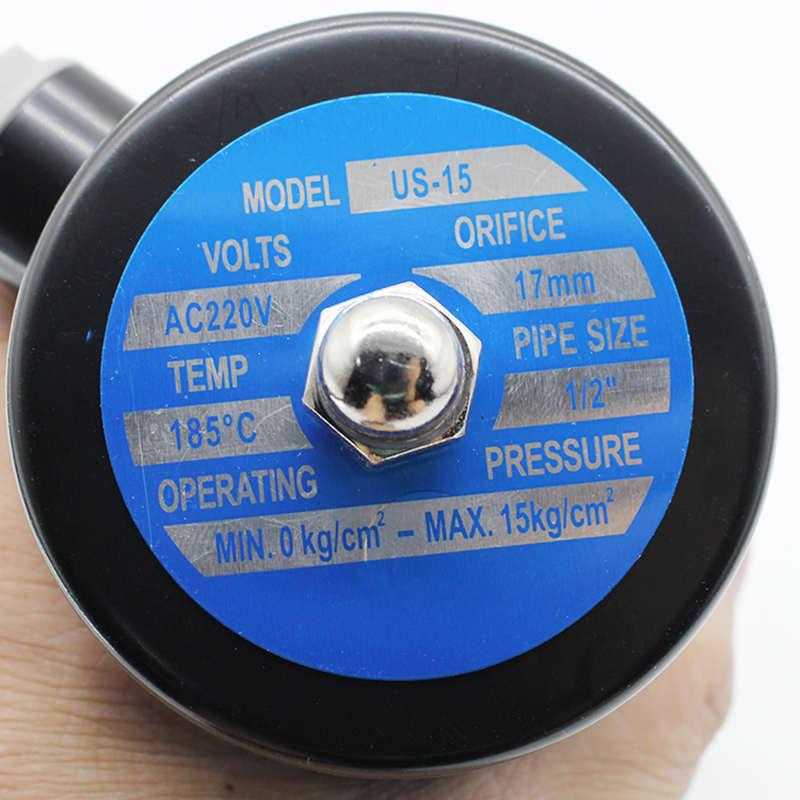 MODEL US-15
VOLTS
AC220V
ORIFICE
17mm
TEMP
185°C
PIPE SIZE
1/2"
OPERATING PRESSURE
MIN. 0 kg/cm² – MAX. 15kg/cm²